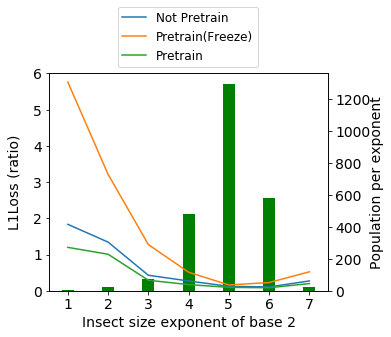 Not Pretrain
Pretrain(Freeze)
Pretrain
6
5
4
3
2
1
0
L1Loss (ratio)
1200
1000
800
600
400
200
0
Population per exponent
1 2 3 4 5 6 7
Insect size exponent of base 2